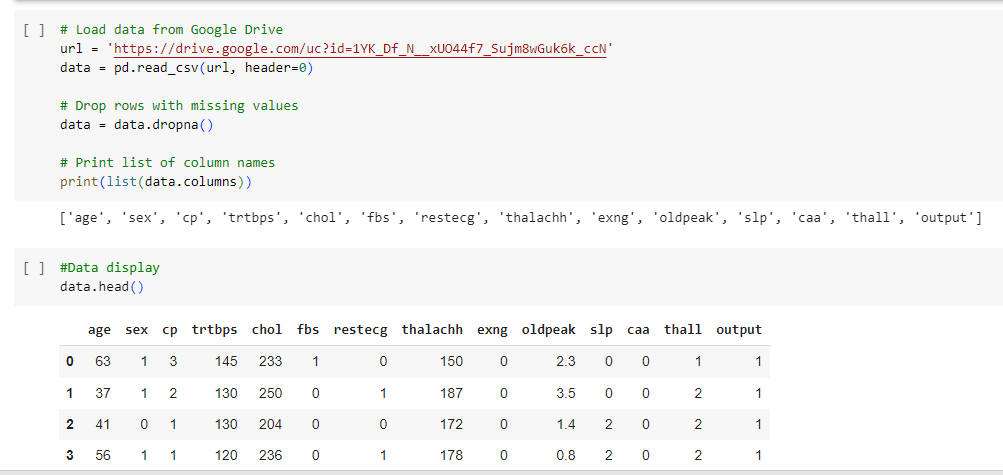 [ ] # Load data from Google Drive
url = 'https://drive.google.com/uc?id=1YK_Df_N__xUO44f7_Sujm8wGuk6k_ccN'
data = pd.read_csv(url, header=0)
# Drop rows with missing values
data = data.dropna()
# Print list of column names
print(list(data.columns))
['age', 'sex', 'cp', 'trtbps', 'chol', 'fbs', 'restecg', 'thalachh', 'exng', 'oldpeak', 'slp', 'caa', 'thall', 'output']
[ ] #Data display
data.head()
age sex cp trtbps chol fbs restecg thalachh exng oldpeak slp caa thall output
0 63 1 3 145 233 1 0 150 0 2.3 0 0 1 1
1 37 1 2 130 250 0 1 187 0 3.5 0 0 2 1
2 41 0 1 130 204 0 0 172 0 1.4 2 0 2 1
3 56 1 1 120 236 0 1 178 0 0.8 2 0 2 1